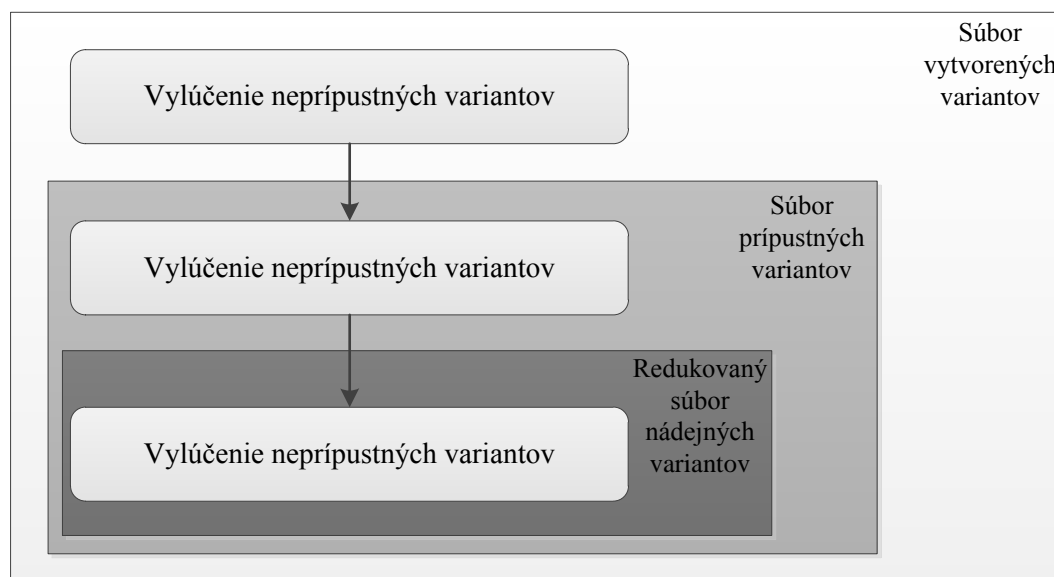 Súbor
vytvorených
variantov
Vylúčenie neprípustných variantov
Súbor
prípustných
variantov
Vylúčenie neprípustných variantov
Redukovaný
súbor
nádejných
variantov
Vylúčenie neprípustných variantov